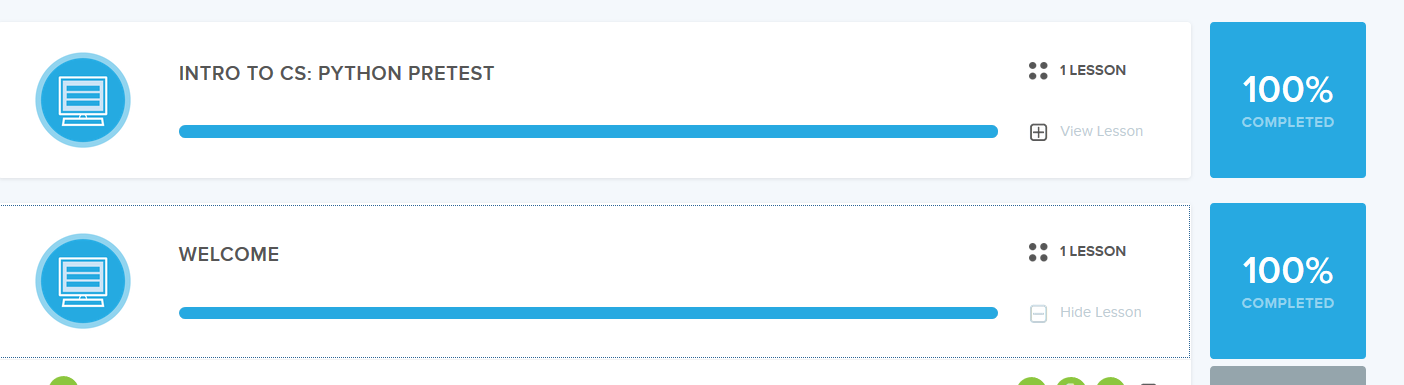 INTRO TO CS: PYTHON PRETEST
1 LESSON
View Lesson
100%
COMPLETED
WELCOME
1 LESSON
Hide Lesson
100%
COMPLETED